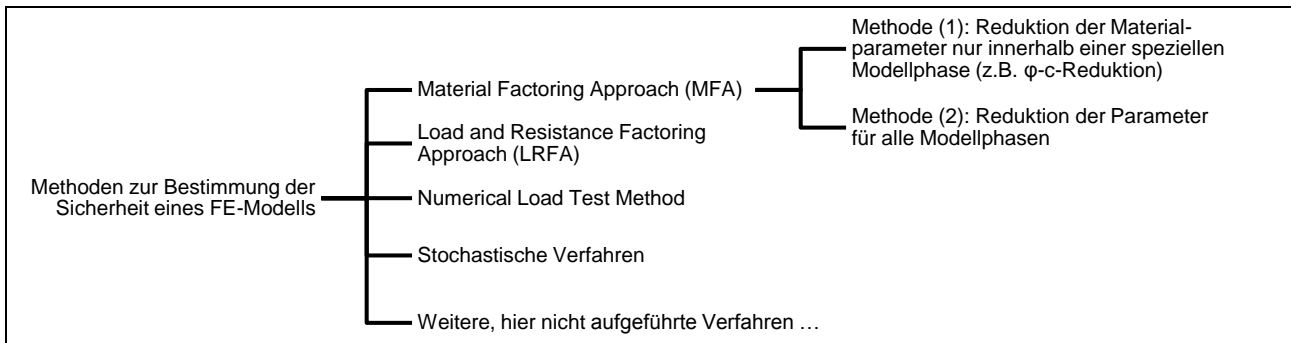 Methoden zur Bestimmung der
Sicherheit eines FE-Modells
Material Factoring Approach (MFA)
Methode (1): Reduktion der Material-
parameter nur innerhalb einer speziellen
Modellphase (z.B. φ-c-Reduktion)
Methode (2): Reduktion der Parameter
für alle Modellphasen
Load and Resistance Factoring
Approach (LRFA)
Numerical Load Test Method
Stochastische Verfahren
Weitere, hier nicht aufgeführte Verfahren …